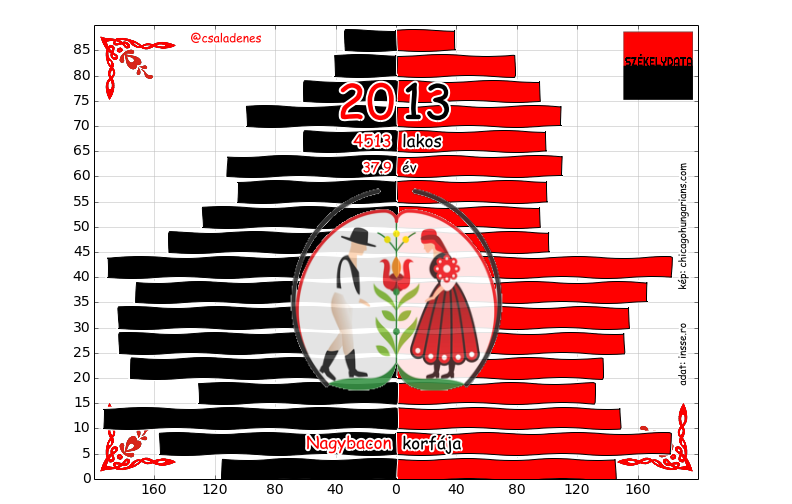 @csaladenes
SZÉKELYDATA
2013
4513 lakos
37.9 év
Nagybacon korfája
kép: chicagohungarians.com
adat: insse.ro
85
80
75
70
65
60
55
50
45
40
35
30
25
20
15
10
5
0
160 120 80 40 0 40 80 120 160